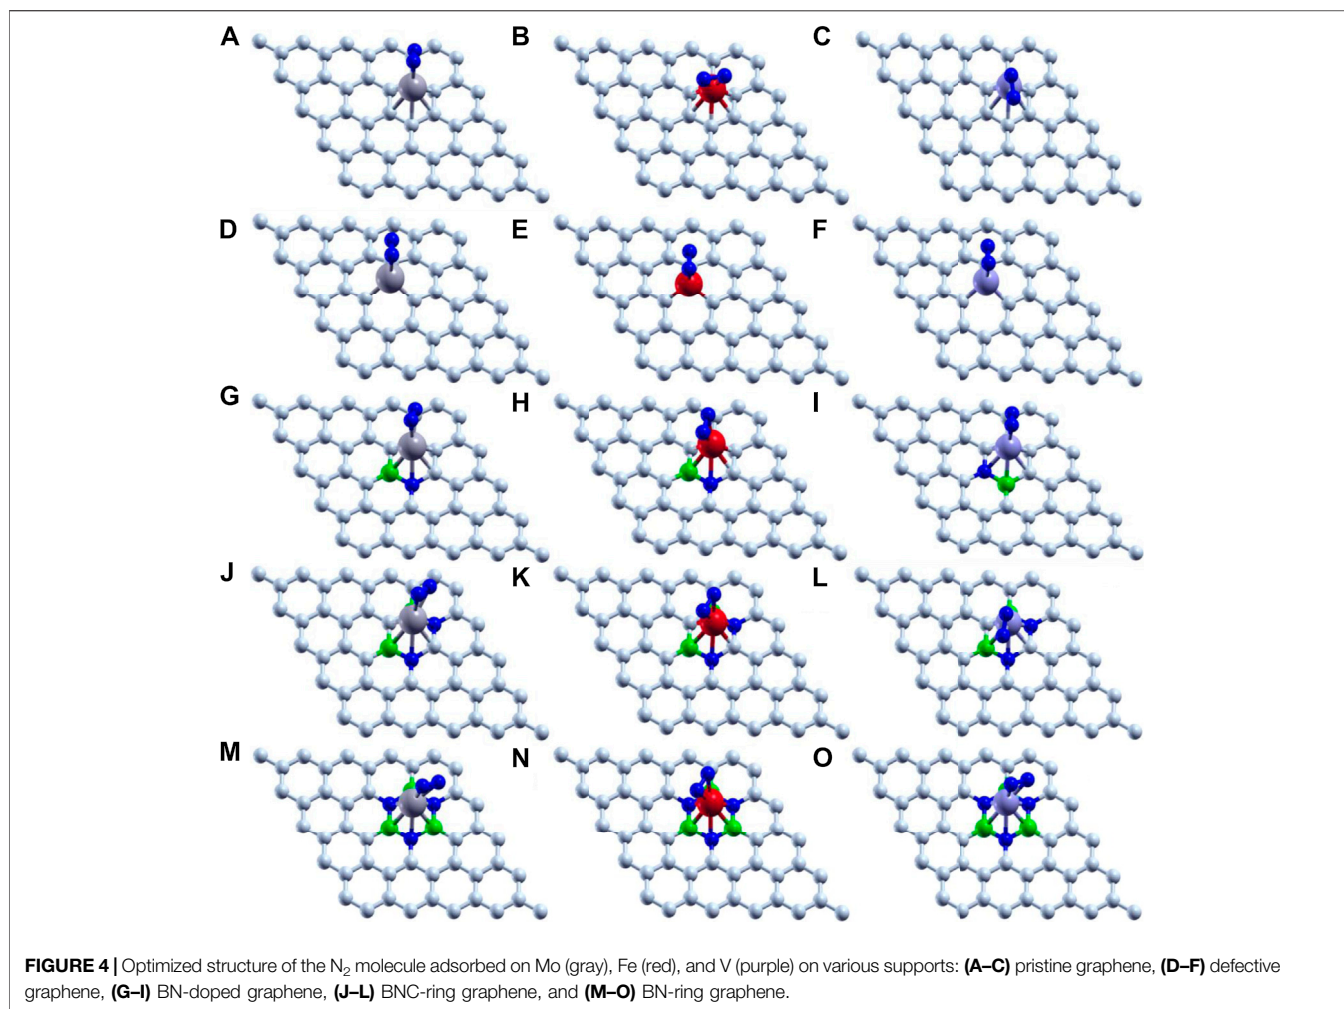 A B C
D E F
G H I
J K L
M N O
FIGURE 4 | Optimized structure of the N₂ molecule adsorbed on Mo (gray), Fe (red), and V (purple) on various supports: (A–C) pristine graphene, (D–F) defective
graphene, (G–I) BN-doped graphene, (J–L) BNC-ring graphene, and (M–O) BN-ring graphene.